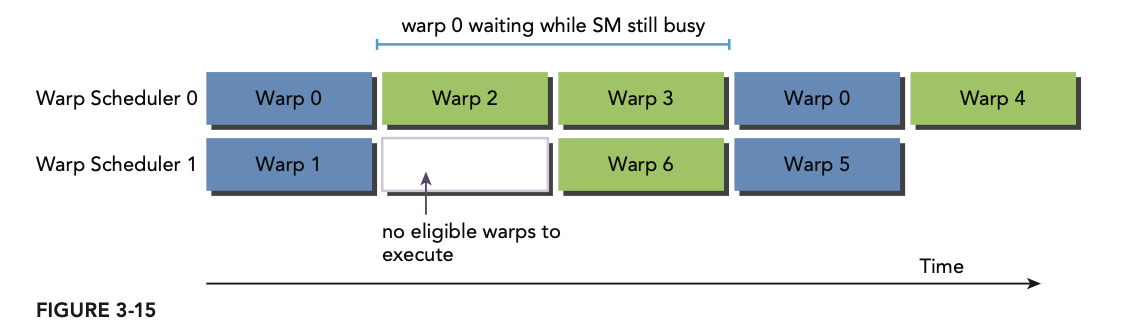 warp 0 waiting while SM still busy
Warp Scheduler 0 Warp 0 Warp 2 Warp 3 Warp 0 Warp 4
Warp Scheduler 1 Warp 1 Warp 6 Warp 5
no eligible warps to
execute
Time
FIGURE 3-15